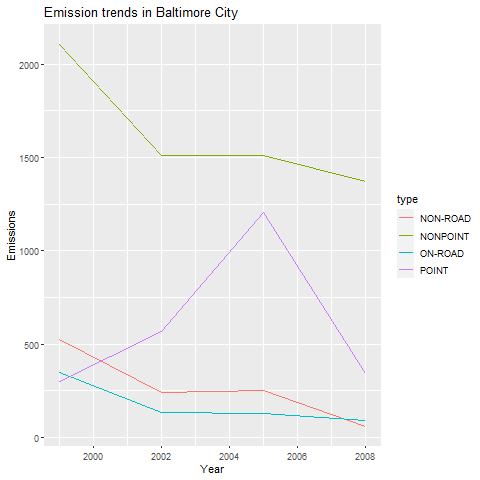 Emission trends in Baltimore City
2000
1500
1000
500
0
Emissions
2000 2002 2004 2006 2008
Year
type
NON-ROAD
NONPOINT
ON-ROAD
POINT